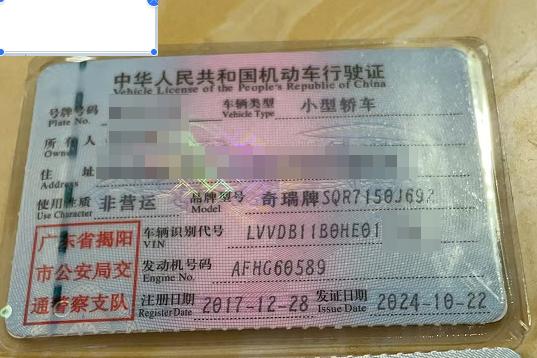 中华人民共和国机动车行驶证
Vehicle License of the People's Republic of China
号牌号码
Plate No.
车辆类型 小型轿车
Vehicle Type
所有人
Owner
住址
Address
使用性质 非营运
Use Character
品牌型号 奇瑞牌SQR7150J69Z
Model
广东省揭阳
市公安局交
通警察支队
车辆识别代号 LVVDB11B0HE01
VIN
发动机号码 AFHG60589
Engine No.
注册日期 2017-12-28
Register Date
发证日期 2024-10-22
Issue Date